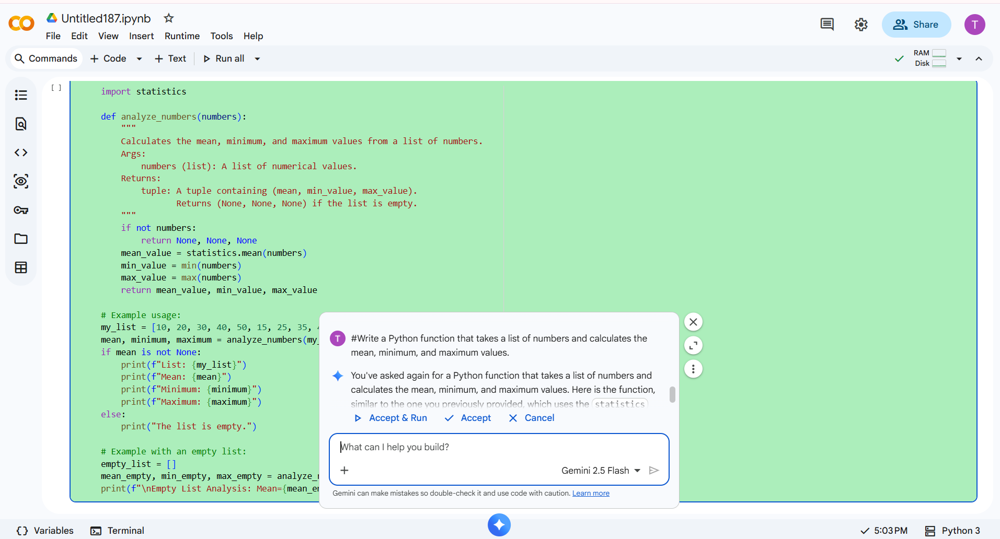 Untitled187.ipynb
File Edit View Insert Runtime Tools Help
Share
T
Commands + Code + Text Run all
RAM
Disk
[ ]
import statistics
def analyze_numbers(numbers):
"""
Calculates the mean, minimum, and maximum values from a list of numbers.
Args:
numbers (list): A list of numerical values.
Returns:
tuple: A tuple containing (mean, min_value, max_value).
Returns (None, None, None) if the list is empty.
"""
if not numbers:
return None, None, None
mean_value = statistics.mean(numbers)
min_value = min(numbers)
max_value = max(numbers)
return mean_value, min_value, max_value
# Example usage:
my_list = [10, 20, 30, 40, 50, 15, 25, 35,
mean, minimum, maximum = analyze_numbers(my_
if mean is not None:
print(f"List: {my_list}")
print(f"Mean: {mean}")
print(f"Minimum: {minimum}")
print(f"Maximum: {maximum}")
else:
print("The list is empty.")
# Example with an empty list:
empty_list = []
mean_empty, min_empty, max_empty = analyze_
print(f"\nEmpty List Analysis: Mean={mean_e
T
#Write a Python function that takes a list of numbers and calculates the
mean, minimum, and maximum values.
You've asked again for a Python function that takes a list of numbers and
calculates the mean, minimum, and maximum values. Here is the function,
similar to the one you previously provided, which uses the statistics
Accept & Run Accept Cancel
What can I help you build?
Gemini 2.5 Flash
Gemini can make mistakes so double-check it and use code with caution. Learn more
Variables Terminal
5:03 PM Python 3